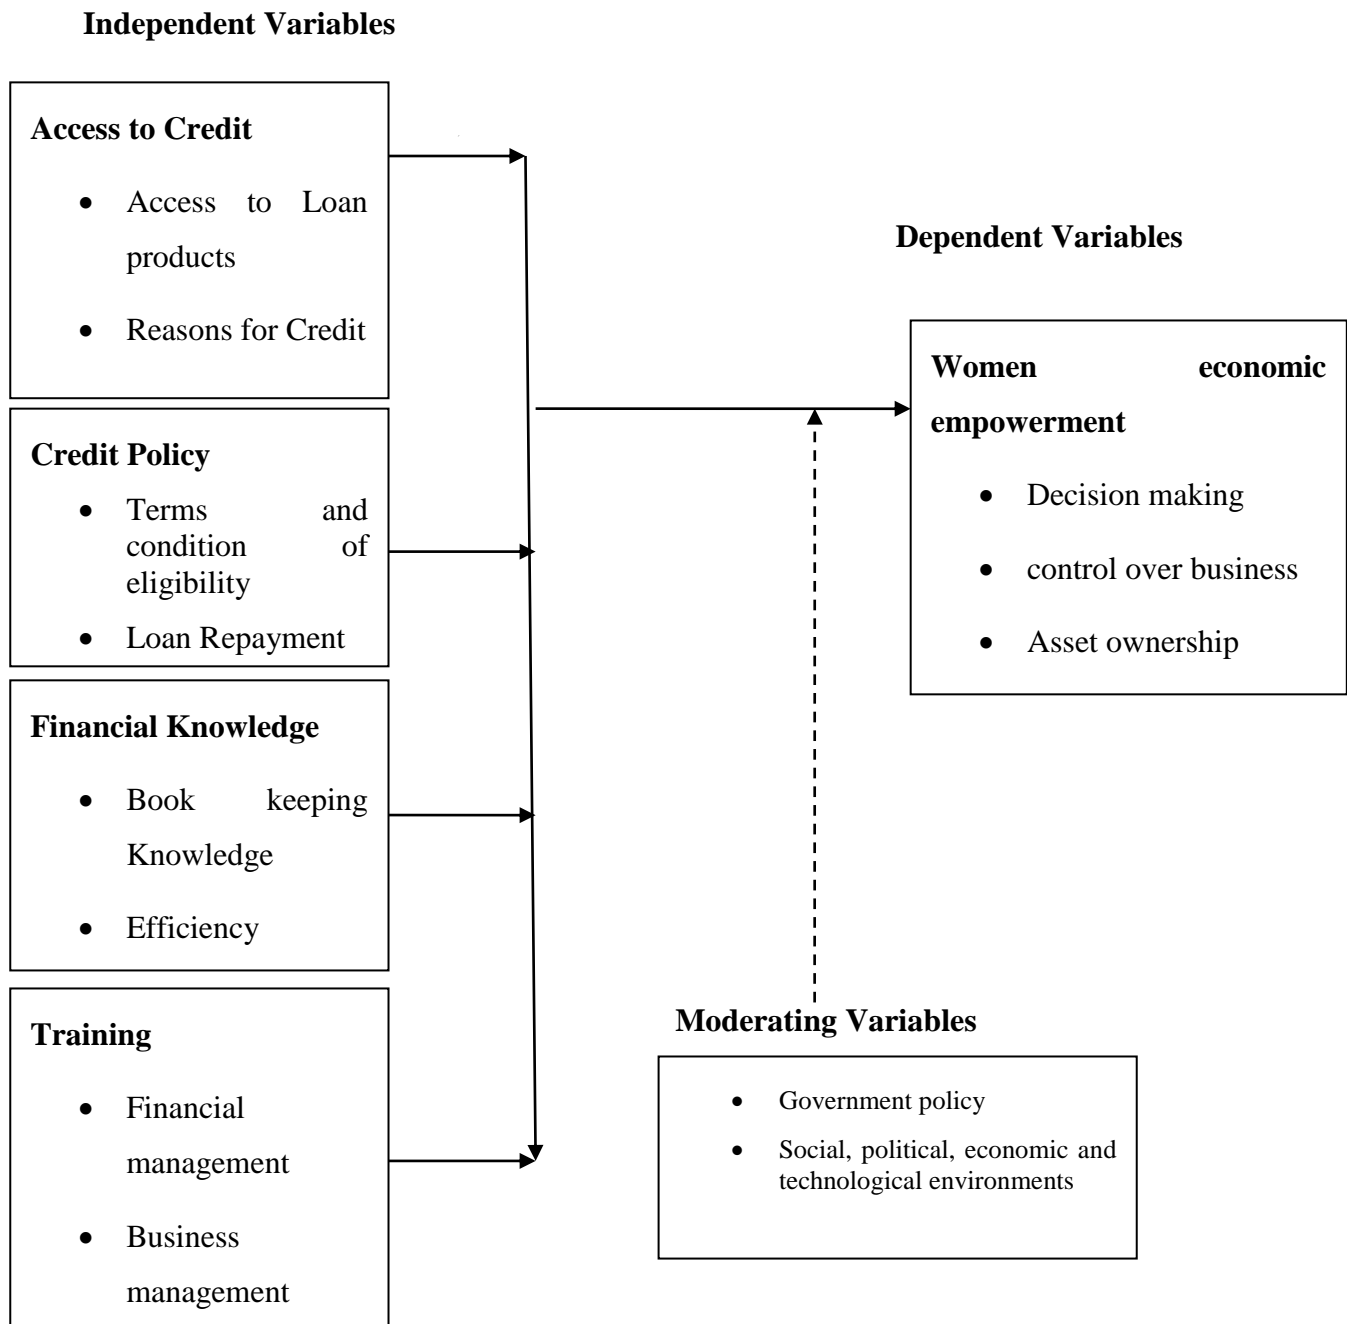 Independent Variables
Access to Credit
• Access to Loan
products
• Reasons for Credit
Credit Policy
• Terms and
condition of
eligibility
• Loan Repayment
Financial Knowledge
• Book keeping
Knowledge
• Efficiency
Training
• Financial
management
• Business
management
Dependent Variables
Women economic
empowerment
• Decision making
• control over business
• Asset ownership
Moderating Variables
• Government policy
• Social, political, economic and
technological environments